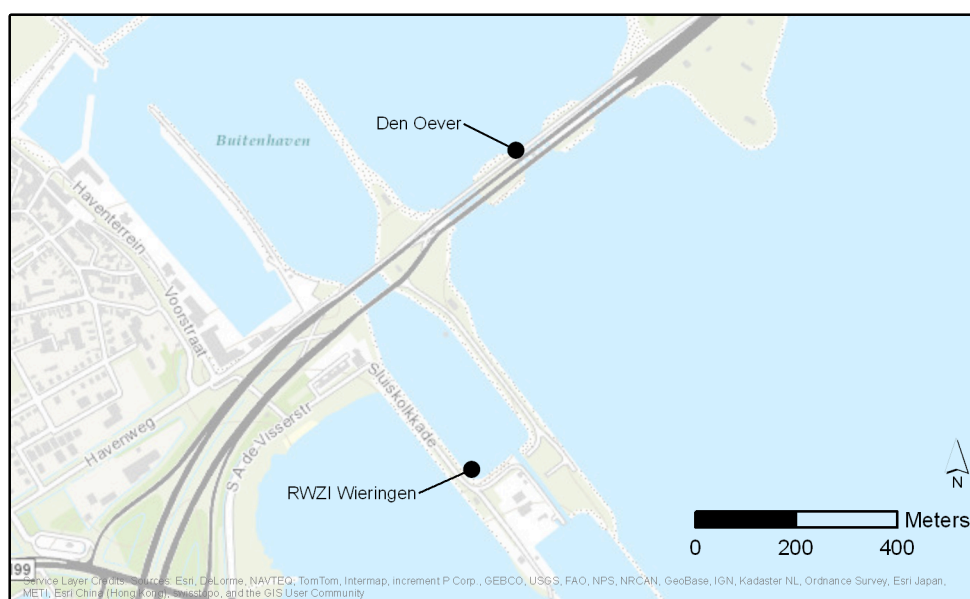 Den Oever
Buitenhaven
Haventerrein
Voorstraat
Sluiskolkkade
Havenweg
S A de Visserstr
RWZI Wieringen
N
Meters
0 200 400
99
Service Layer Credits: Sources: Esri, DeLorme, NAVTEQ, TomTom, Intermap, increment P Corp., GEBCO, USGS, FAO, NPS, NRCAN, GeoBase, IGN, Kadaster NL, Ordnance Survey, Esri Japan,
METI, Esri China (Hong Kong), swisstopo, and the GIS User Community